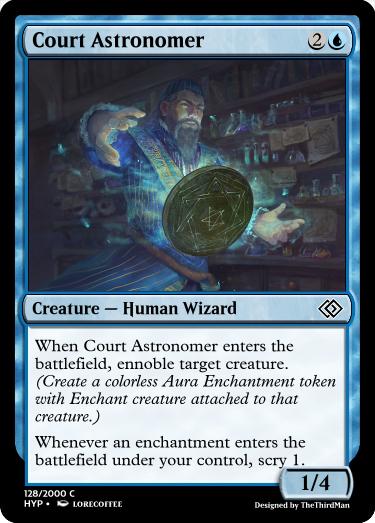 Court Astronomer 2
Creature — Human Wizard
When Court Astronomer enters the
battlefield, ennoble target creature.
(Create a colorless Aura Enchantment token
with Enchant creature attached to that
creature.)
Whenever an enchantment enters the
battlefield under your control, scry 1.
1/4
128/2000 C
HYP • LORECOFFEE
Designed by TheThirdMan